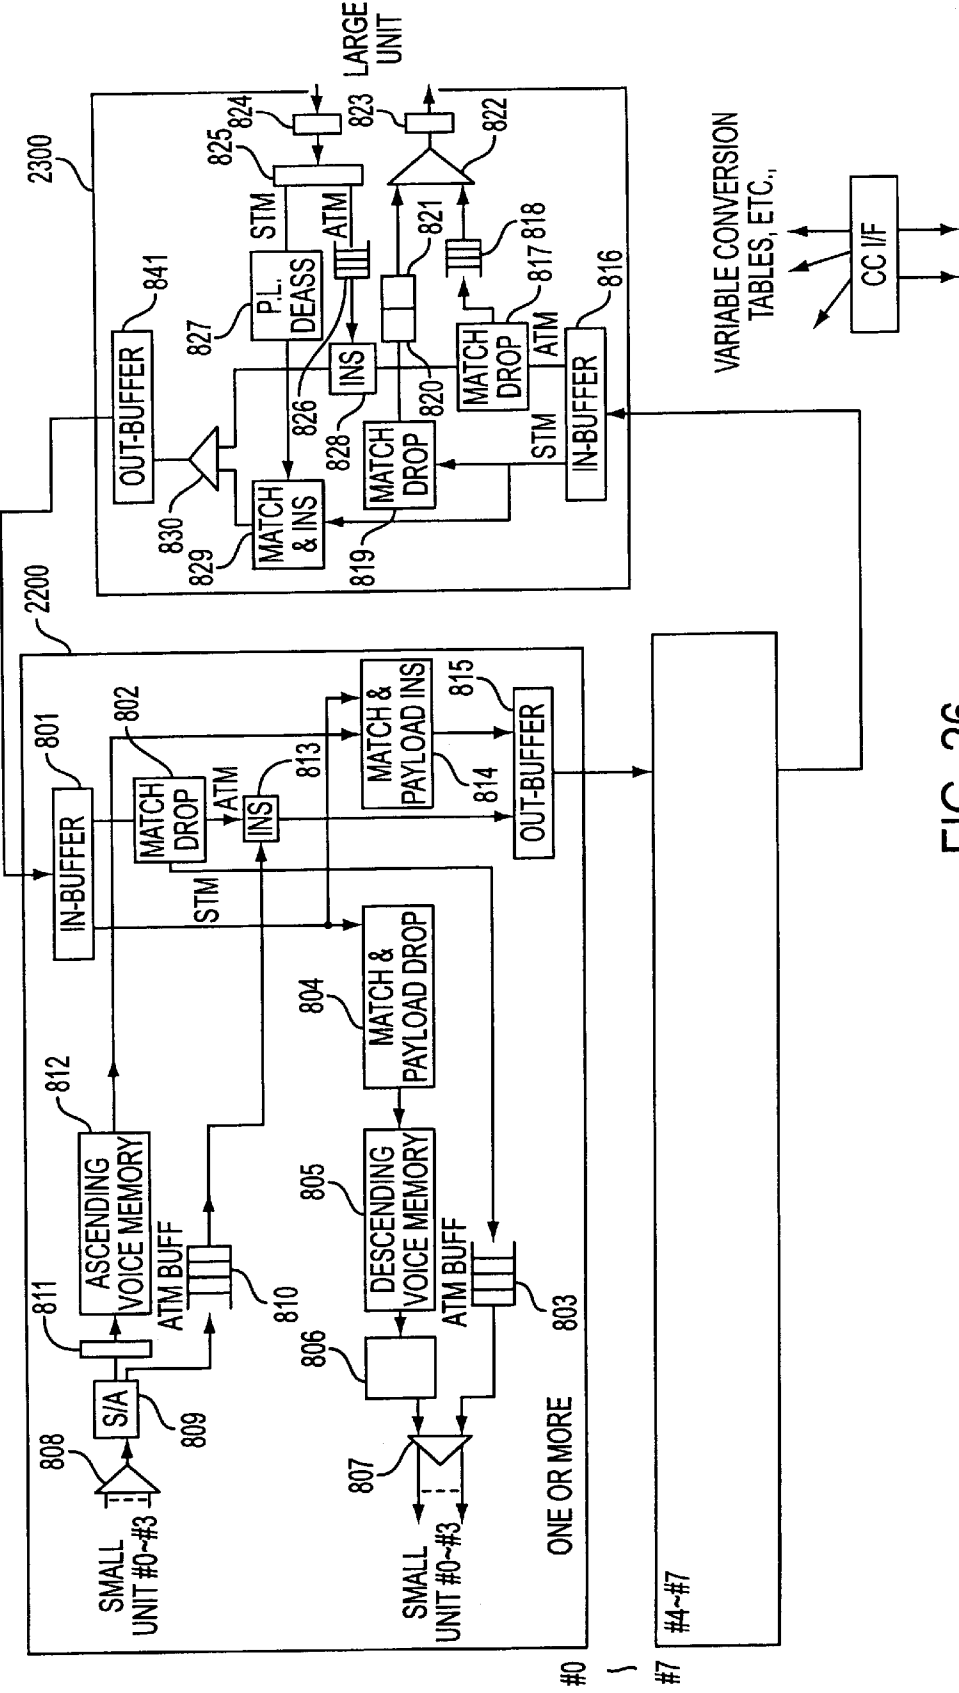 2300
841
OUT-BUFFER
830
829
MATCH
& INS
827
P.L.
DEASS
STM
825
824
LARGE
UNIT
ATM
826
828
INS
819
MATCH
DROP
820
821
823
822
818
817
MATCH
DROP
ATM
STM
816
IN-BUFFER
VARIABLE CONVERSION
TABLES, ETC.,
CC I/F
2200
801
IN-BUFFER
802
MATCH
DROP
ATM
STM
INS
813
MATCH &
PAYLOAD INS
814
815
OUT-BUFFER
804
MATCH &
PAYLOAD DROP
812
ASCENDING
VOICE MEMORY
811
S/A
809
808
SMALL
UNIT #0~#3
ATM BUFF
810
805
DESCENDING
VOICE MEMORY
ATM BUFF
803
806
807
SMALL
UNIT #0~#3
ONE OR MORE
#4~#7
#0
~
#7
FIG. 26